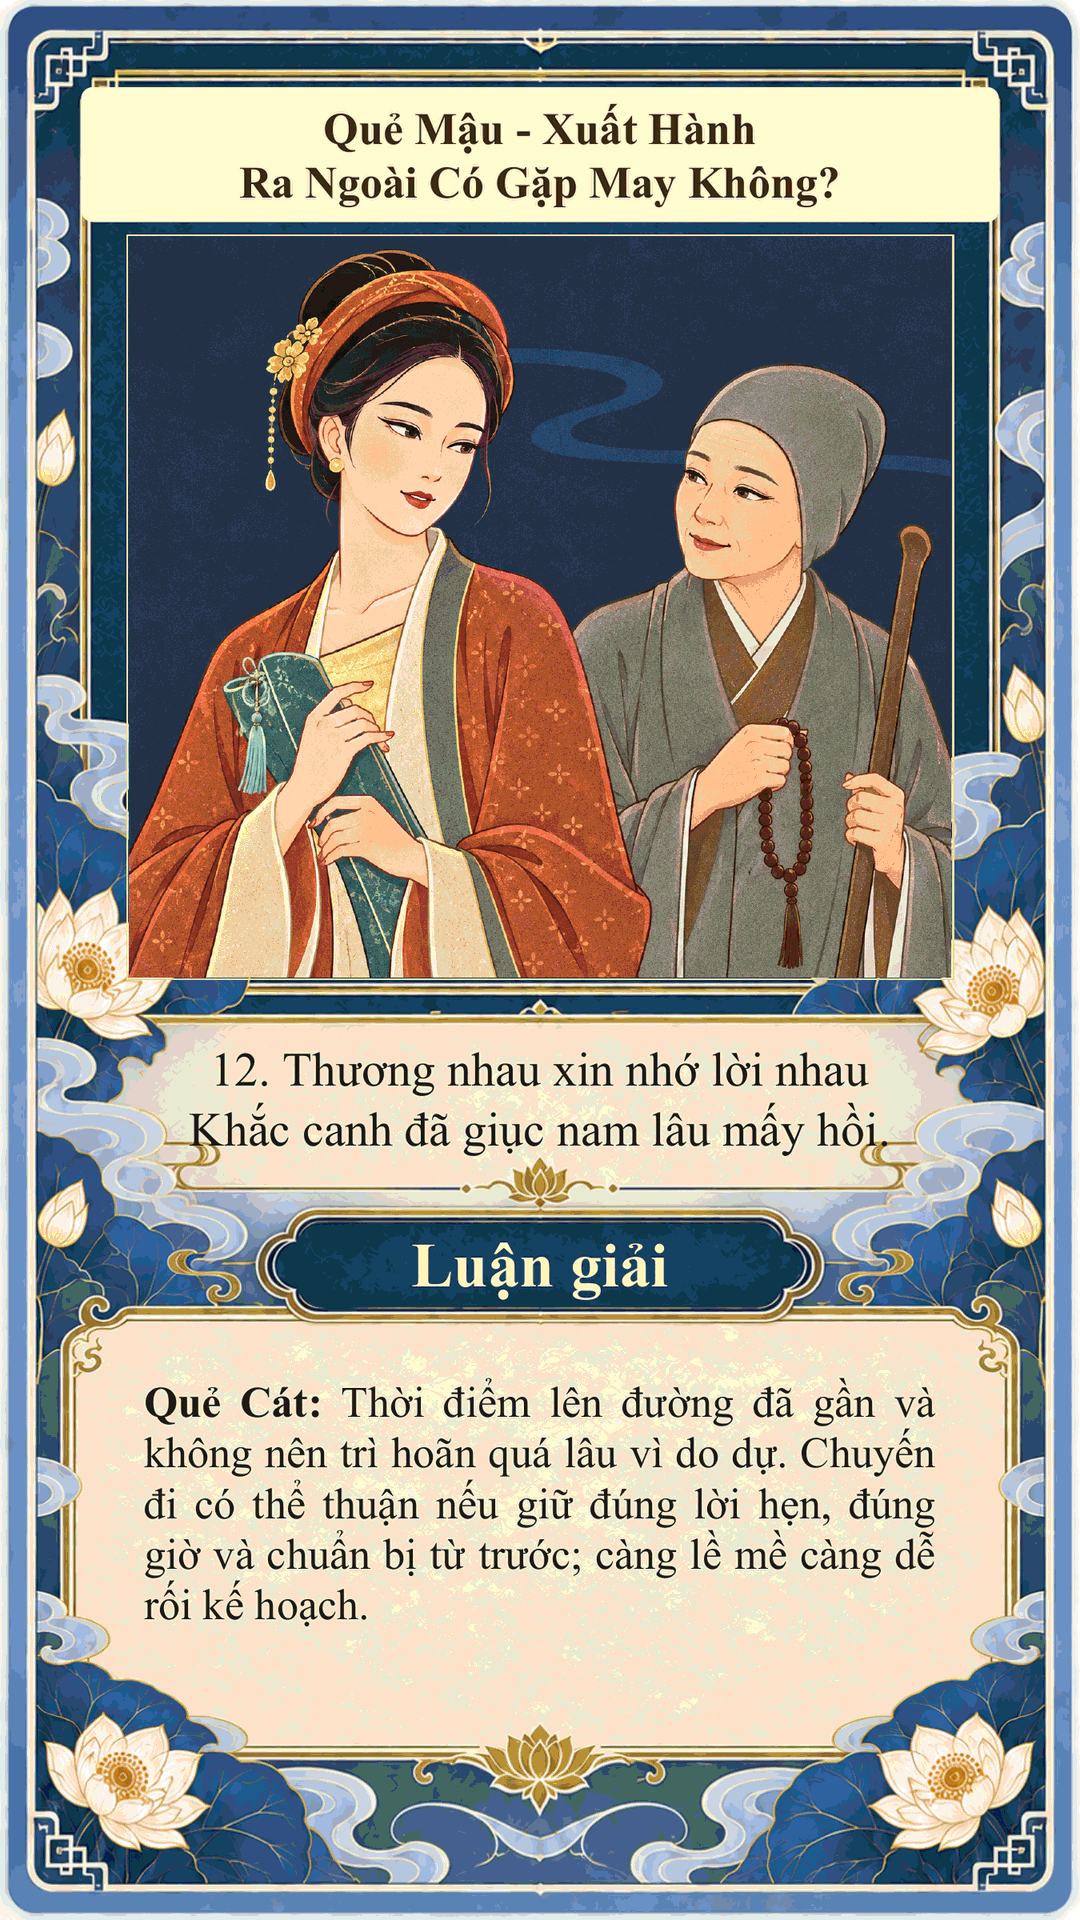 Quẻ Mậu - Xuất Hành
Ra Ngoài Có Gặp May Không?
12. Thương nhau xin nhớ lời nhau
Khắc canh đã giục nam lâu mấy hồi.
Luận giải
Quẻ Cát: Thời điểm lên đường đã gần và
không nên trì hoãn quá lâu vì do dự. Chuyến
đi có thể thuận nếu giữ đúng lời hẹn, đúng
giờ và chuẩn bị từ trước; càng lề mề càng dễ
rối kế hoạch.